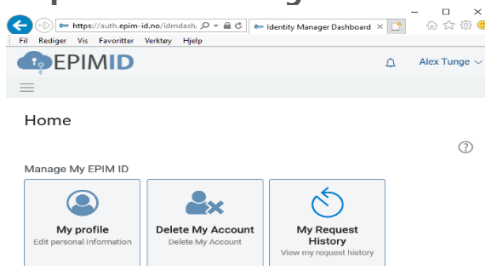 https://auth.epim-id.no/idmdash,
Identity Manager Dashboard
Fil Rediger Vis Favoritter Verktøy Hjelp
EPIMID
Alex Tunge
Home
Manage My EPIM ID
My profile
Edit personal information
Delete My Account
Delete My Account
My Request
History
View my request history